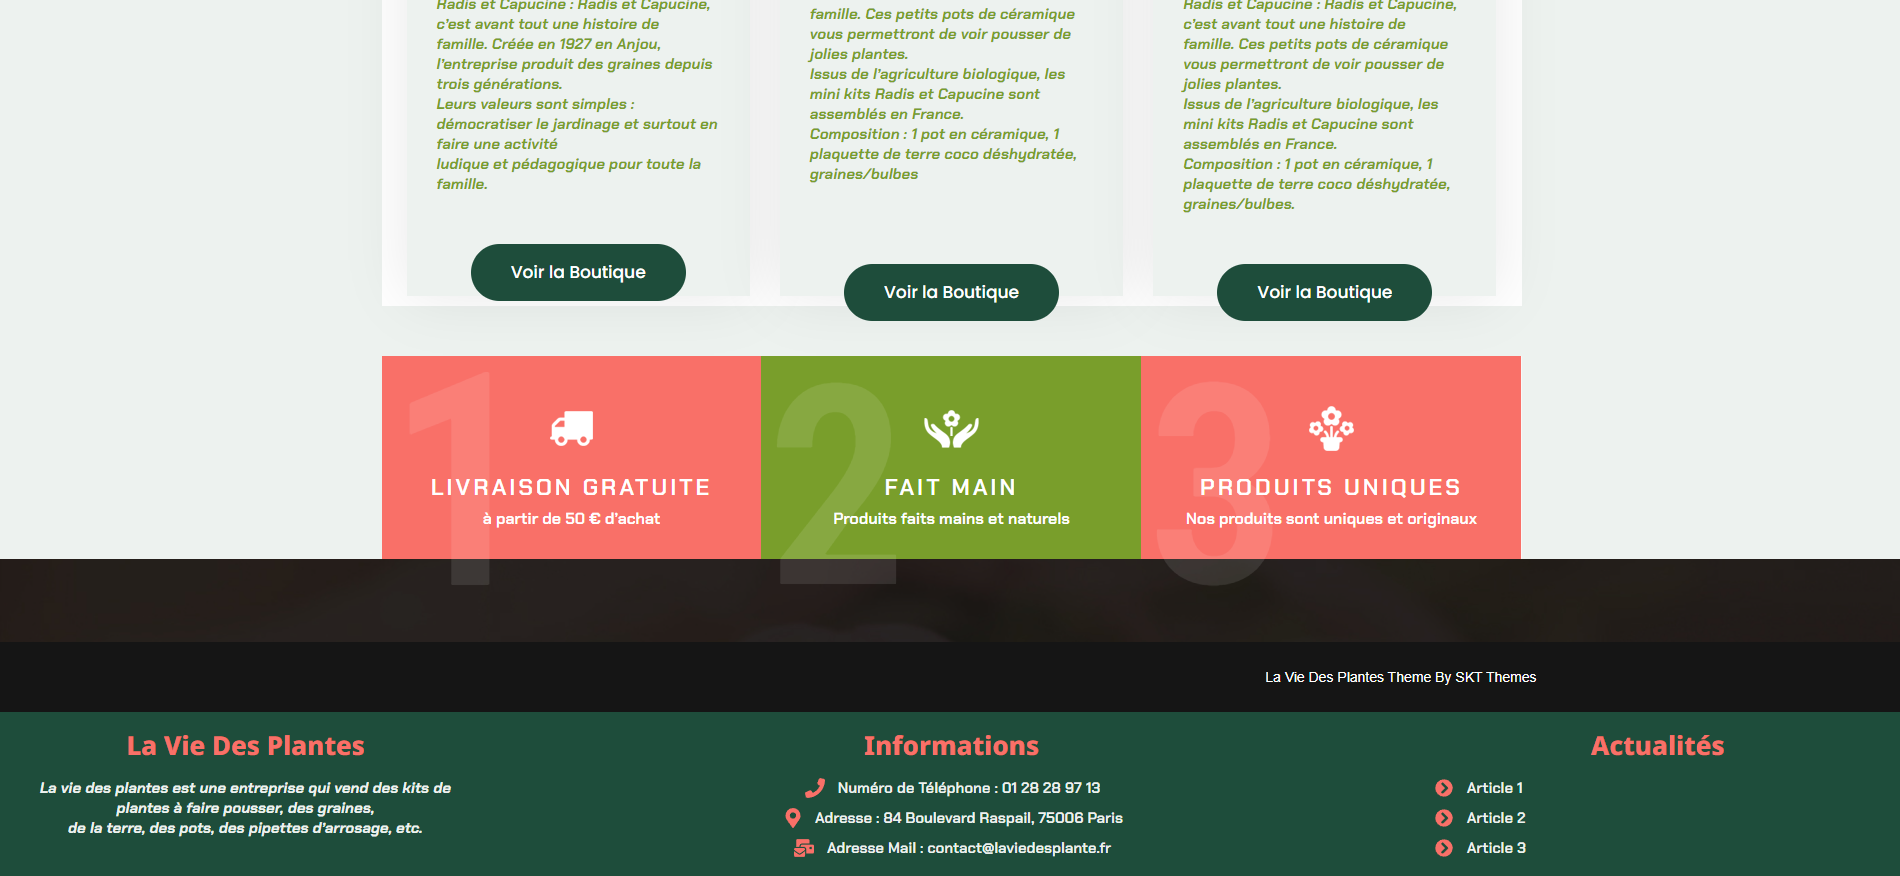 Radis et Capucine : Radis et Capucine,
c'est avant tout une histoire de
famille. Créée en 1927 en Anjou,
l'entreprise produit des graines depuis
trois générations.
Leurs valeurs sont simples :
démocratiser le jardinage et surtout en
faire une activité
ludique et pédagogique pour toute la
famille.
Voir la Boutique
famille. Ces petits pots de céramique
vous permettront de voir pousser de
jolies plantes.
Issus de l'agriculture biologique, les
mini kits Radis et Capucine sont
assemblés en France.
Composition : 1 pot en céramique, 1
plaquette de terre coco déshydratée,
graines/bulbes
Voir la Boutique
Radis et Capucine : Radis et Capucine,
c'est avant tout une histoire de
famille. Ces petits pots de céramique
vous permettront de voir pousser de
jolies plantes.
Issus de l'agriculture biologique, les
mini kits Radis et Capucine sont
assemblés en France.
Composition : 1 pot en céramique, 1
plaquette de terre coco déshydratée,
graines/bulbes.
Voir la Boutique
1
LIVRAISON GRATUITE
à partir de 50 € d'achat
2
FAIT MAIN
Produits faits mains et naturels
3
PRODUITS UNIQUES
Nos produits sont uniques et originaux
La Vie Des Plantes Theme By SKT Themes
La Vie Des Plantes
La vie des plantes est une entreprise qui vend des kits de
plantes à faire pousser, des graines,
de la terre, des pots, des pipettes d'arrosage, etc.
Informations
Numéro de Téléphone : 01 28 28 97 13
Adresse : 84 Boulevard Raspail, 75006 Paris
Adresse Mail : contact@laviedesplante.fr
Actualités
Article 1
Article 2
Article 3